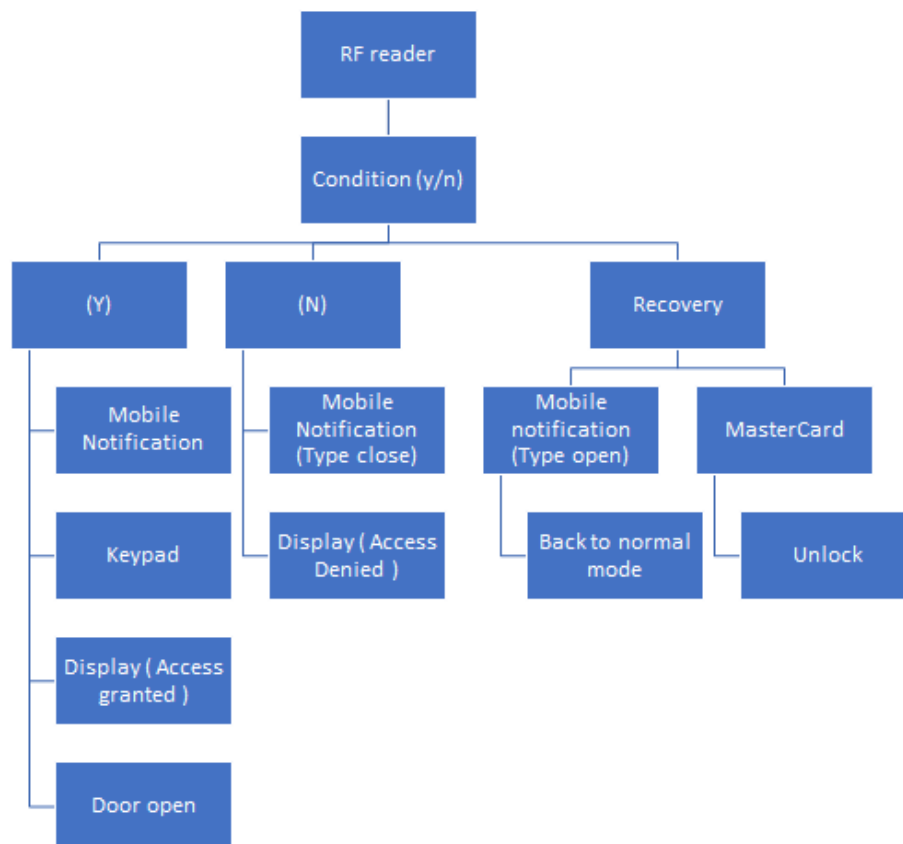 RF reader
Condition (y/n)
(Y)
(N)
Recovery
Mobile
Notification
Mobile
Notification
(Type close)
Mobile
notification
(Type open)
MasterCard
Keypad
Display ( Access
Denied )
Back to normal
mode
Unlock
Display ( Access
granted )
Door open